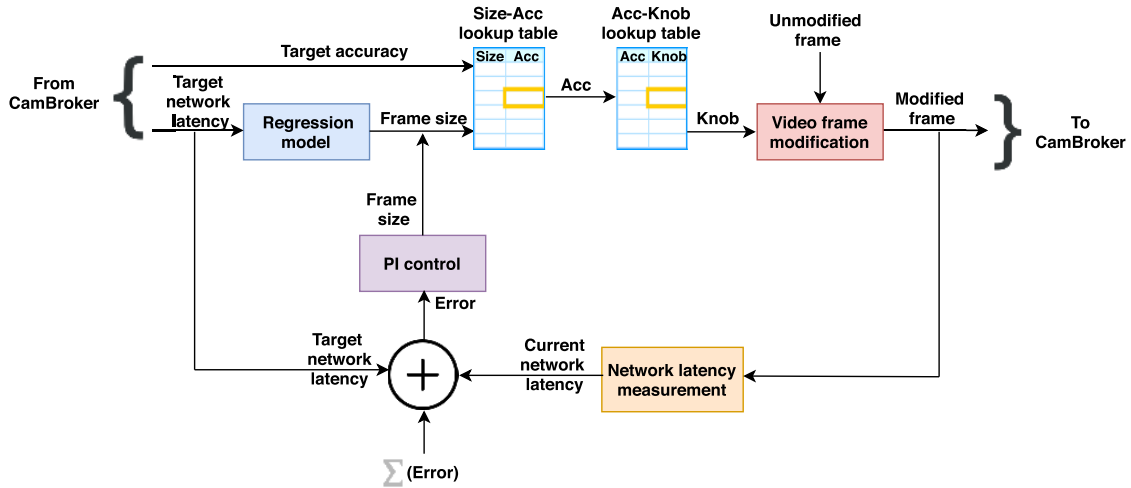 Size-Acc
lookup table
Acc-Knob
lookup table
Unmodified
frame
Target accuracy
Size Acc
Acc Knob
From
CamBroker
Target
network
latency
Regression
model
Frame size
Acc
Knob
Video frame
modification
Modified
frame
To
CamBroker
Frame
size
PI control
Error
Target
network
latency
+
Current
network
latency
Network latency
measurement
∑ (Error)